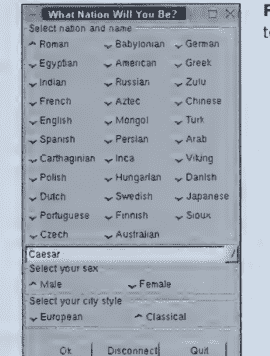 What Nation Will You Be?
Select nation and name
Roman Babylonian German
Egyptian American Greek
Indian Russian Zulu
French Aztec Chinese
English Mongol Turk
Spanish Persian Arab
Carthaginian Inca Viking
Polish Hungarian Danish
Dutch Swedish Japanese
Portuguese Finnish Sioux
Czech Australian
Caesar
Select your sex
Male Female
Select your city style
European Classical
Ok Disconnect Quit